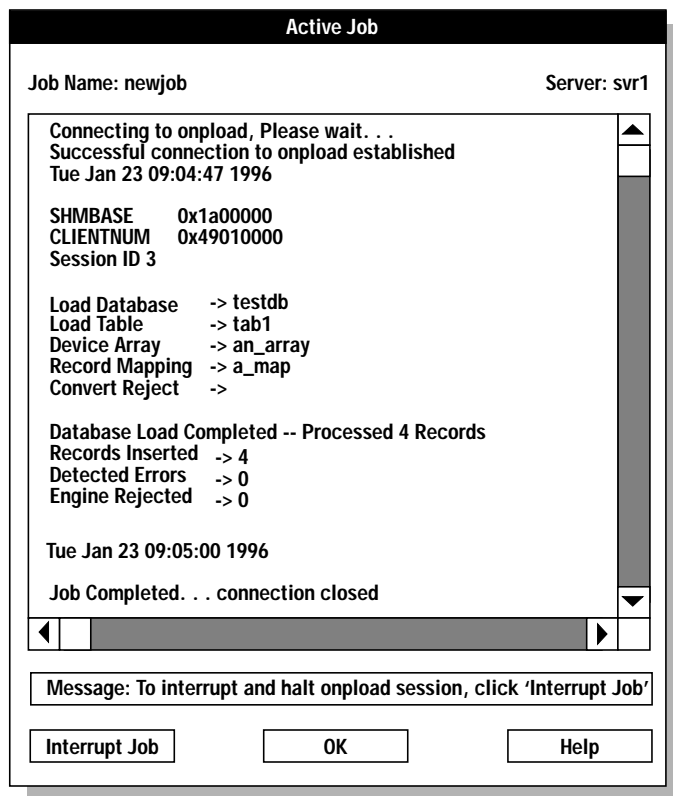 Active Job
Job Name: newjob Server: svr1
Connecting to onpload, Please wait. . .
Successful connection to onpload established
Tue Jan 23 09:04:47 1996
SHMBASE 0x1a00000
CLIENTNUM 0x49010000
Session ID 3
Load Database -> testdb
Load Table -> tab1
Device Array -> an_array
Record Mapping -> a_map
Convert Reject ->
Database Load Completed -- Processed 4 Records
Records Inserted -> 4
Detected Errors -> 0
Engine Rejected -> 0
Tue Jan 23 09:05:00 1996
Job Completed. . . connection closed
Message: To interrupt and halt onpload session, click ‘Interrupt Job’
Interrupt Job OK Help